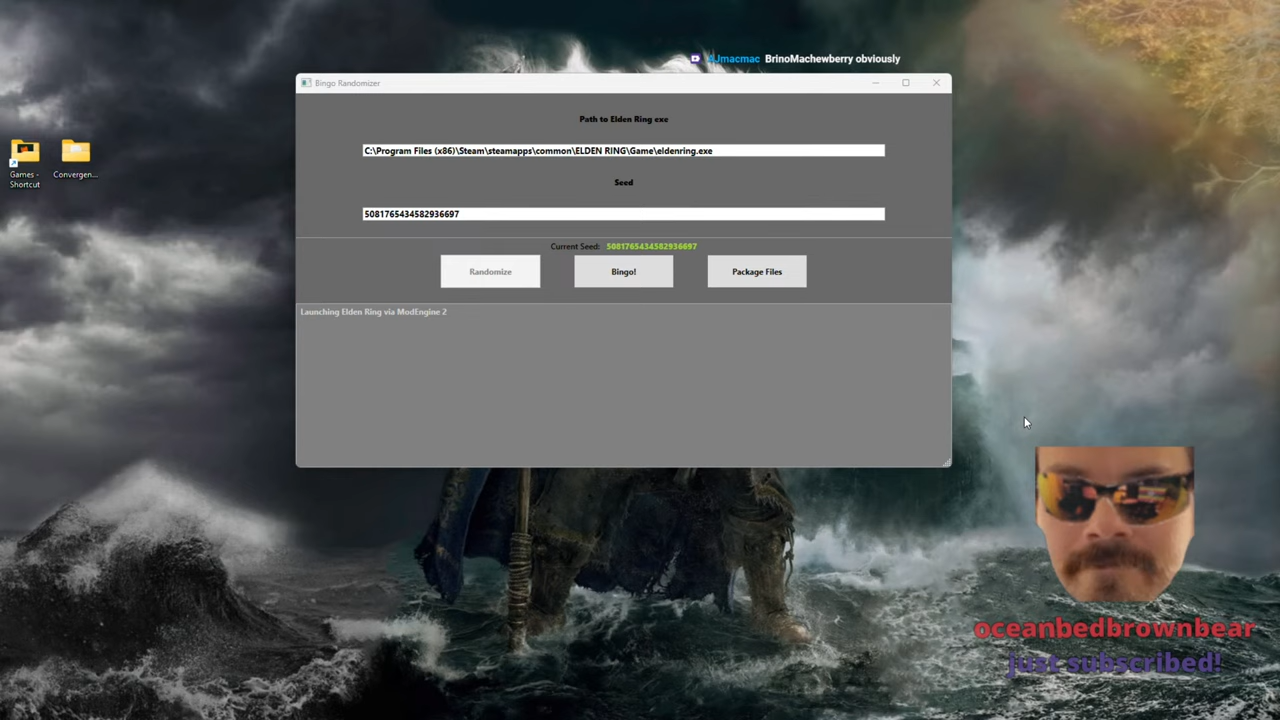 JJmacmac BrinoMachewberry obviously
Bingo Randomizer
Path to Elden Ring exe
C:\Program Files (x86)\Steam\steamapps\common\ELDEN RING\Game\eldenring.exe
Seed
5081765434582936697
Current Seed: 5081765434582936697
Randomize
Bingo!
Package Files
Launching Elden Ring via ModEngine 2
Games -
Shortcut
Convergen...
oceanbedbrownbear
just subscribed!